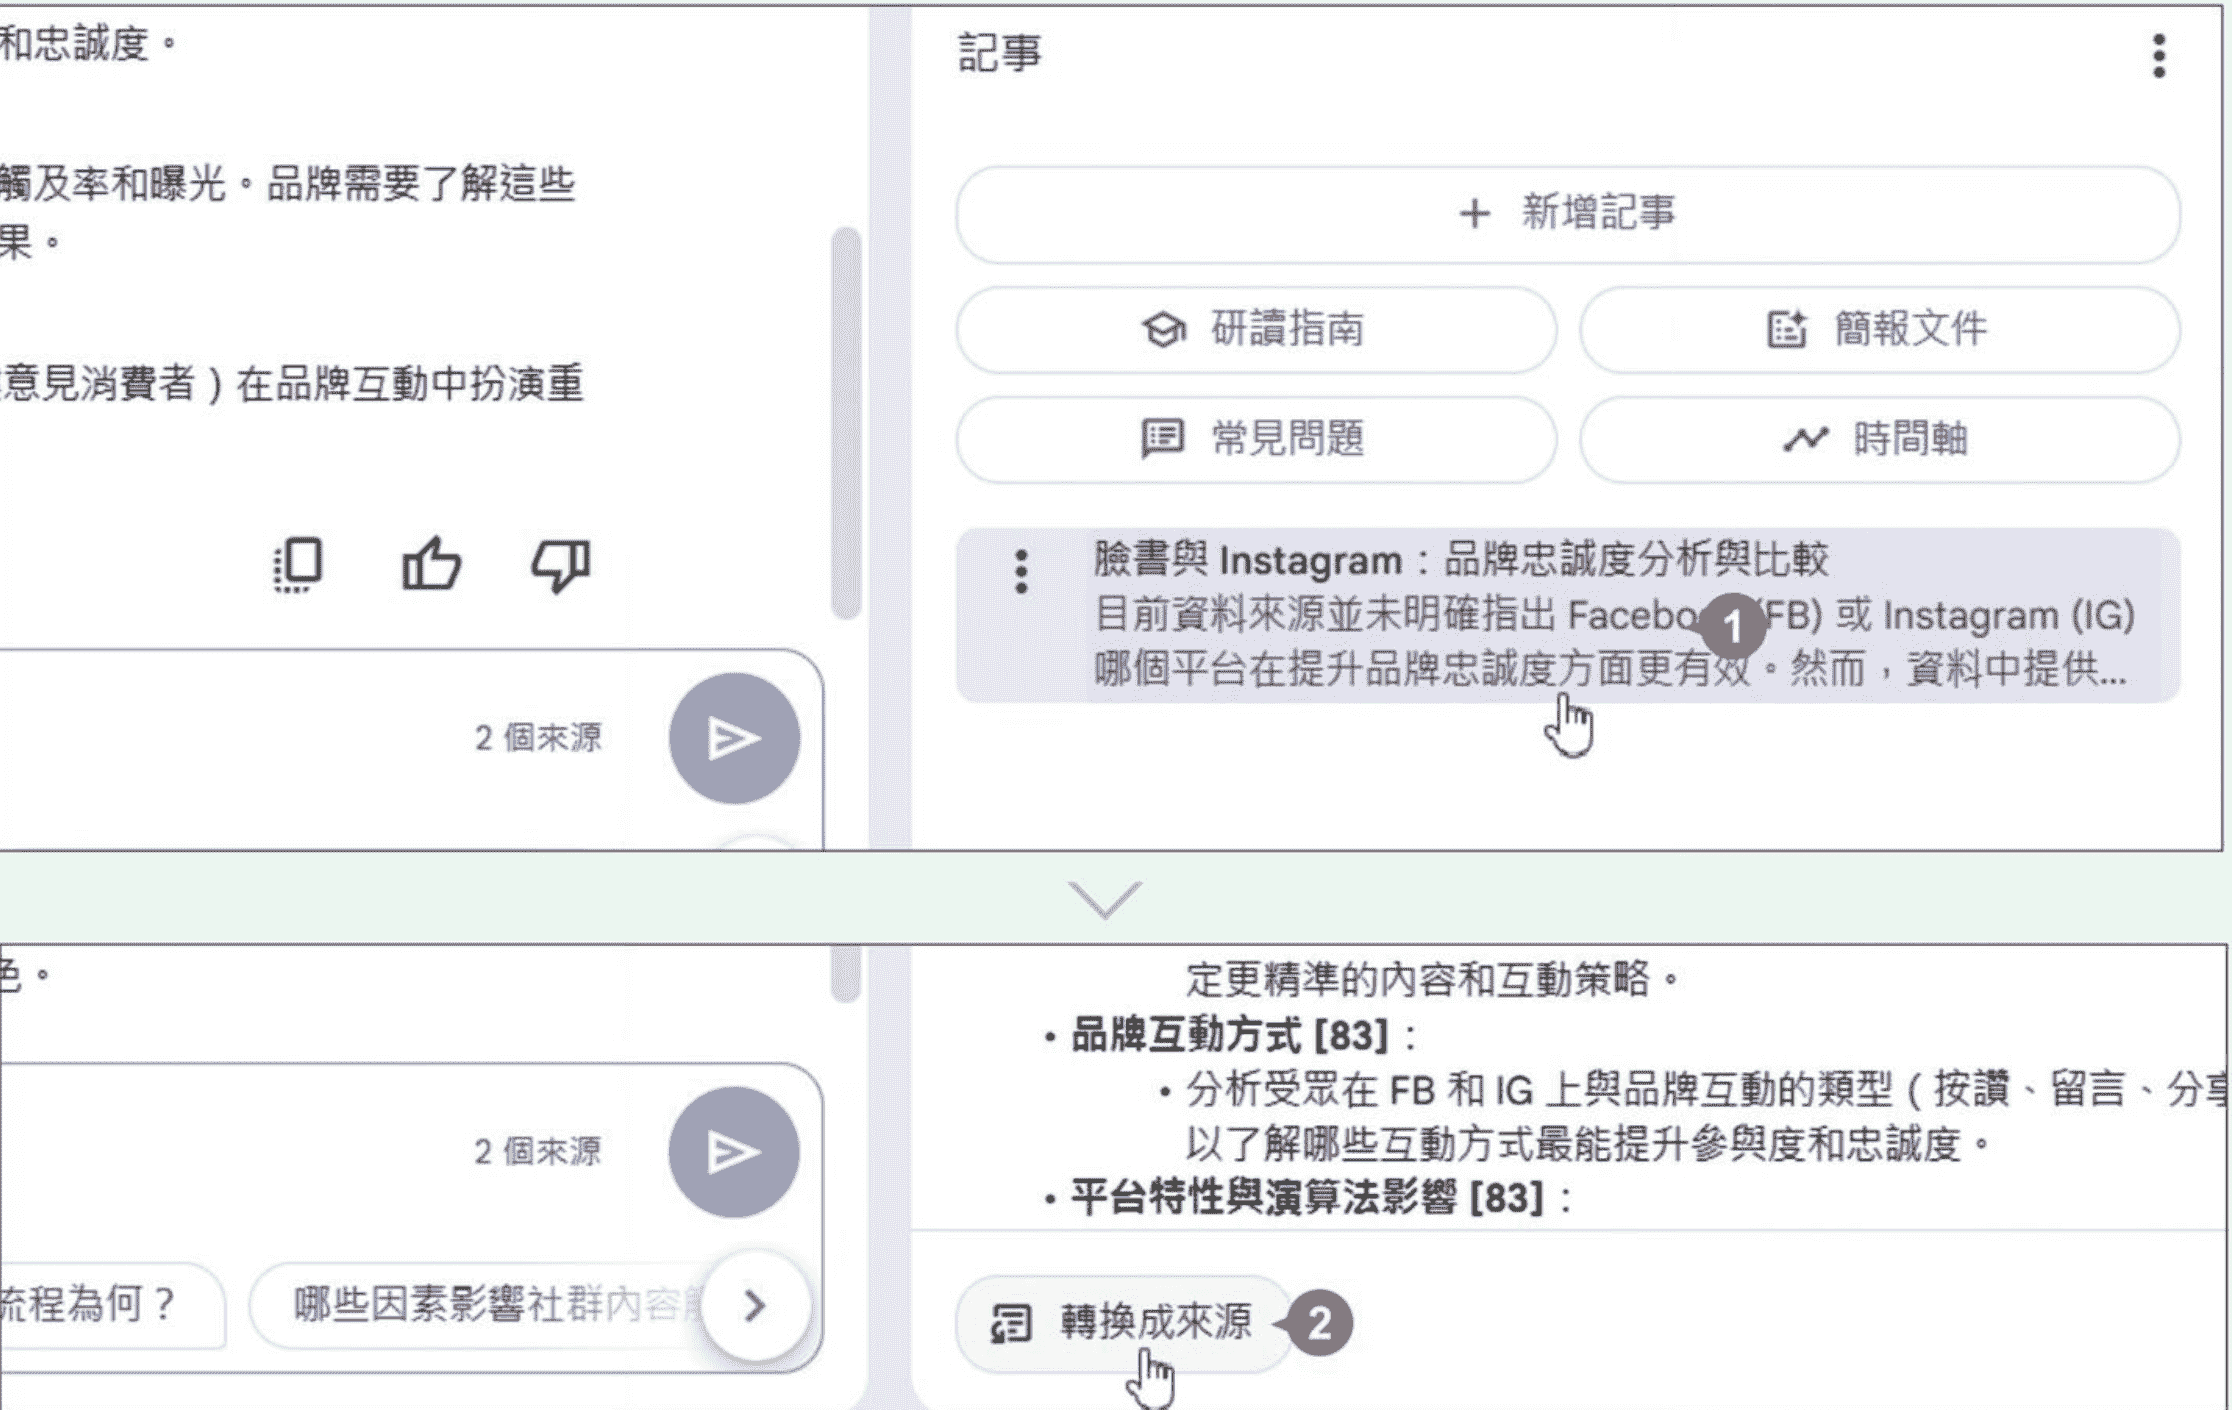 和忠誠度。
觸及率和曝光。品牌需要了解這些
果。
意見消費者)在品牌互動中扮演重
2 個來源
記事
+ 新增記事
研讀指南
簡報文件
常見問題
時間軸
臉書與 Instagram:品牌忠誠度分析與比較
目前資料來源並未明確指出 Facebo (FB) 或 Instagram (IG)
1
哪個平台在提升品牌忠誠度方面更有效。然而,資料中提供...
色。
2 個來源
流程為何?
哪些因素影響社群內容
定更精準的內容和互動策略。
• 品牌互動方式 [83]:
• 分析受眾在 FB 和 IG 上與品牌互動的類型(按讚、留言、分享
以了解哪些互動方式最能提升參與度和忠誠度。
• 平台特性與演算法影響 [83]:
轉換成來源
2